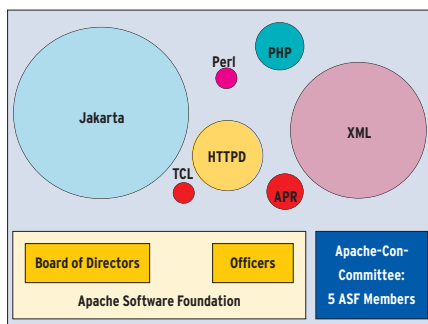 PHP
Perl
Jakarta
XML
HTTPD
TCL
APR
Board of Directors
Officers
Apache Software Foundation
Apache-Con-
Committee:
5 ASF Members